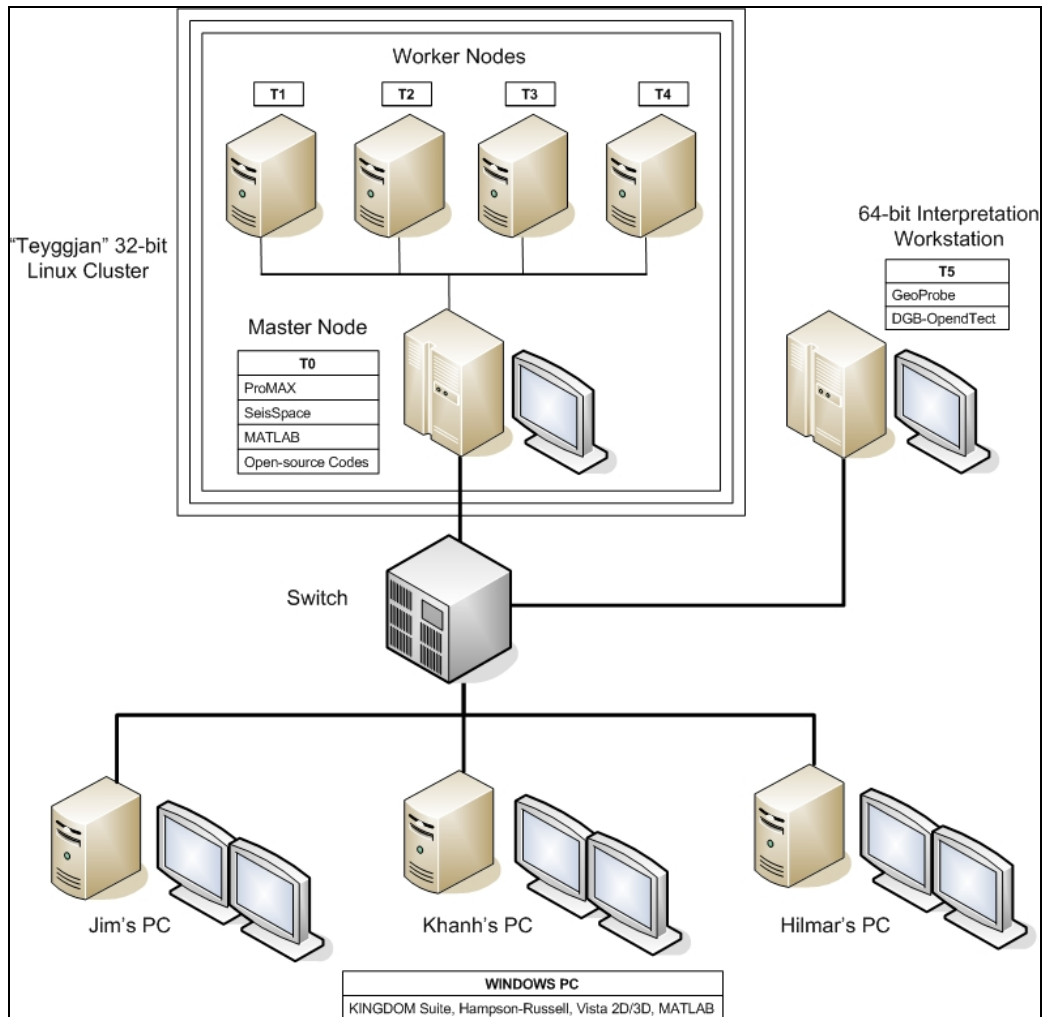 Worker Nodes
T1
T2
T3
T4
"Teyggjan" 32-bit
Linux Cluster
64-bit Interpretation
Workstation
T5
GeoProbe
DGB-OpendTect
Master Node
T0
ProMAX
SeisSpace
MATLAB
Open-source Codes
Switch
Jim's PC
Khanh's PC
Hilmar's PC
WINDOWS PC
KINGDOM Suite, Hampson-Russell, Vista 2D/3D, MATLAB